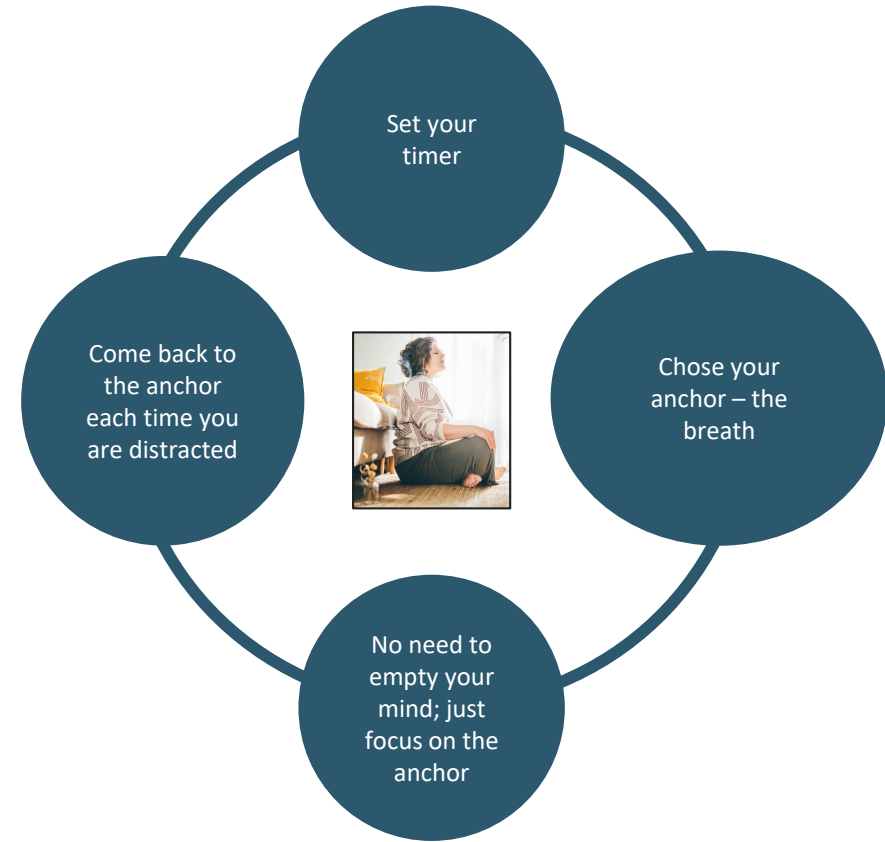 Set your
timer
Chose your
anchor – the
breath
No need to
empty your
mind; just
focus on the
anchor
Come back to
the anchor
each time you
are distracted